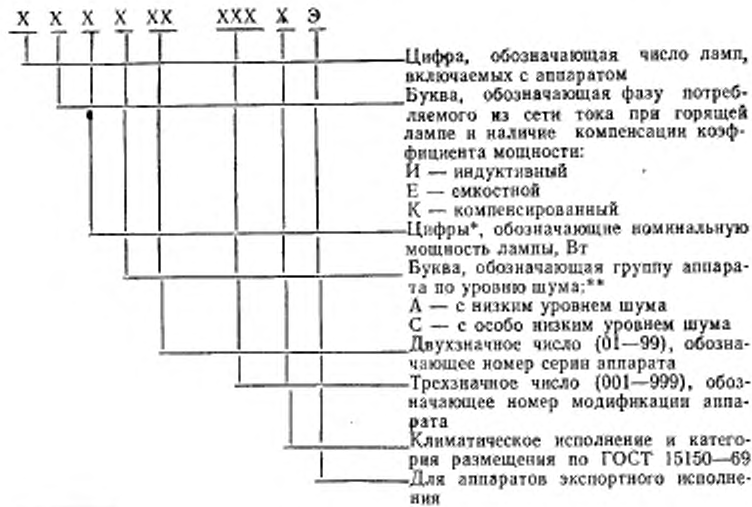 X X X X XX XXX X Э
Цифра, обозначающая число ламп,
включаемых с аппаратом
Буква, обозначающая фазу потреб-
ляемого из сети тока при горящей
лампе и наличие компенсации коэф-
фициента мощности:
И — индуктивный
Е — емкостной
К — компенсированный
Цифры*, обозначающие номинальную
мощность лампы, Вт
Буква, обозначающая группу аппара-
та по уровню шума:**
А — с низким уровнем шума
С — с особо низким уровнем шума
Двухзначное число (01—99), обозна-
чающее номер серии аппарата
Трехзначное число (001—999), обоз-
начающее номер модификации аппа-
рата
Климатическое исполнение и катего-
рия размещения по ГОСТ 15150—69
Для аппаратов экспортного исполне-
ния